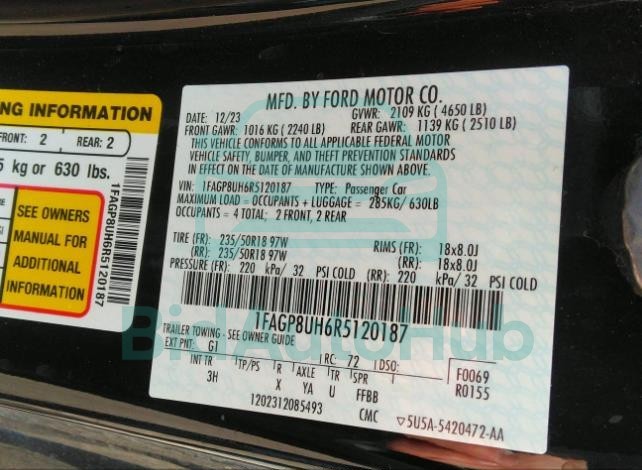 NG INFORMATION
FRONT: 2 REAR: 2
5 kg or 630 lbs.
SEE OWNERS
MANUAL FOR
ADDITIONAL
INFORMATION
1FAGP8UH6R5120187
MFD. BY FORD MOTOR CO.
DATE: 12/23 GVWR: 2109 KG ( 4650 LB)
FRONT GAWR: 1016 KG ( 2240 LB) REAR GAWR: 1139 KG ( 2510 LB)
THIS VEHICLE CONFORMS TO ALL APPLICABLE FEDERAL MOTOR
VEHICLE SAFETY, BUMPER, AND THEFT PREVENTION STANDARDS
IN EFFECT ON THE DATE OF MANUFACTURE SHOWN ABOVE.
VIN: 1FAGP8UH6R5120187 TYPE: Passenger Car
MAXIMUM LOAD = OCCUPANTS + LUGGAGE = 285KG/ 630LB
OCCUPANTS = 4 TOTAL; 2 FRONT, 2 REAR
TIRE (FR): 235/50R18 97W RIMS (FR): 18x8.0J
(RR): 235/50R18 97W (RR): 18x8.0J
PRESSURE (FR): 220 kPa/ 32 PSI COLD (RR): 220 kPa/ 32 PSI COLD
1FAGP8UH6R5120187
TRAILER TOWING - SEE OWNER GUIDE
EXT PNT: G1 RC: 72 DSO: F0069
INT TR TP/PS R AXLE TR SPR R0155
3H X YA U FFBB
1202312085493 CMC 5U5A-5420472-AA
BidAutoHub